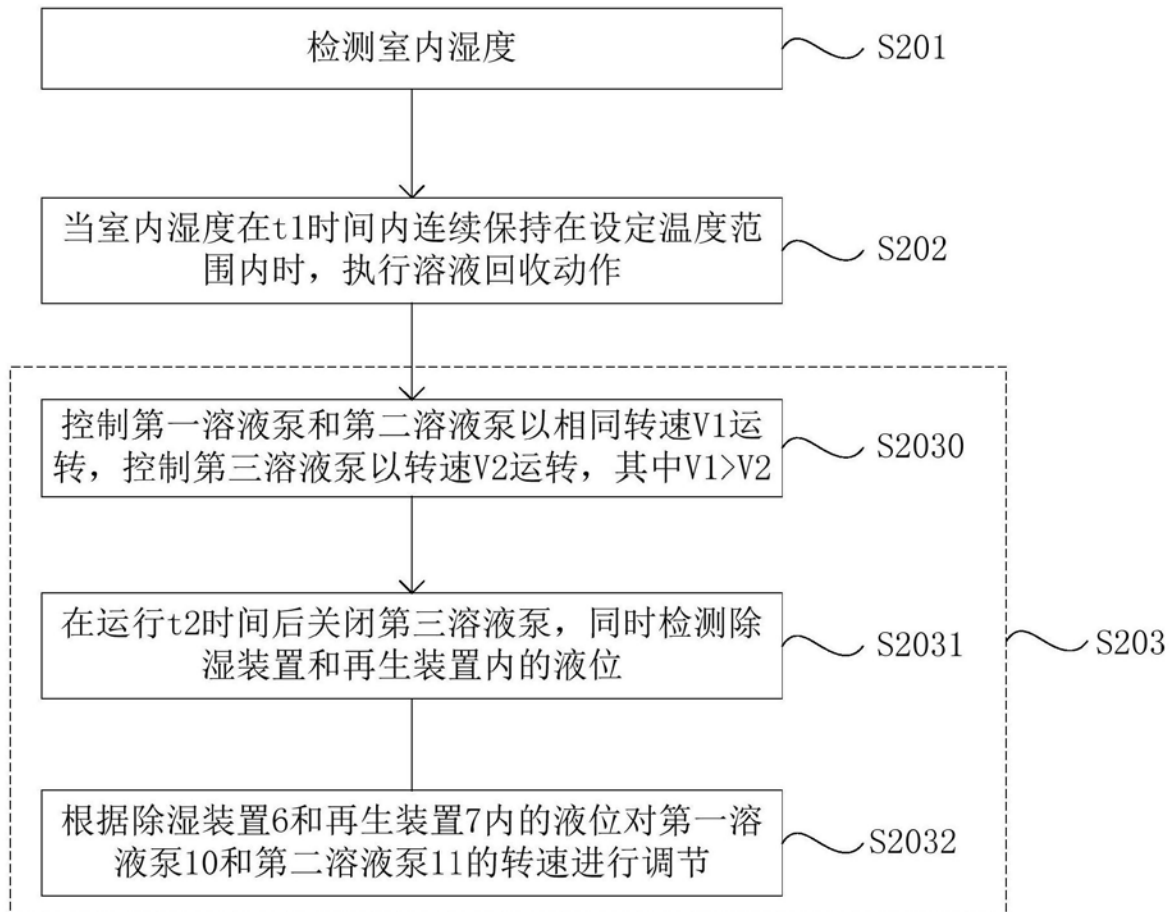 检测室内湿度
S201
当室内湿度在t1时间内连续保持在设定温度范
围内时，执行溶液回收动作
S202
控制第一溶液泵和第二溶液泵以相同转速V1运
转，控制第三溶液泵以转速V2运转，其中V1>V2
S2030
在运行t2时间后关闭第三溶液泵，同时检测除
湿装置和再生装置内的液位
S2031
S203
根据除湿装置6和再生装置7内的液位对第一溶
液泵10和第二溶液泵11的转速进行调节
S2032